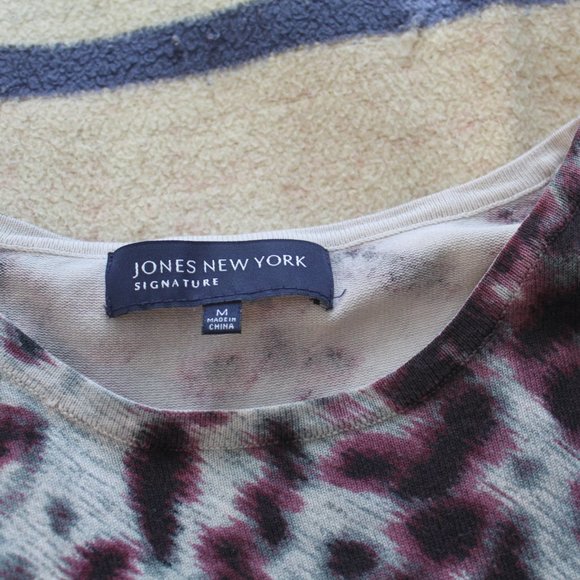 JONES NEW YORK
SIGNATURE
M
MADE IN
CHINA